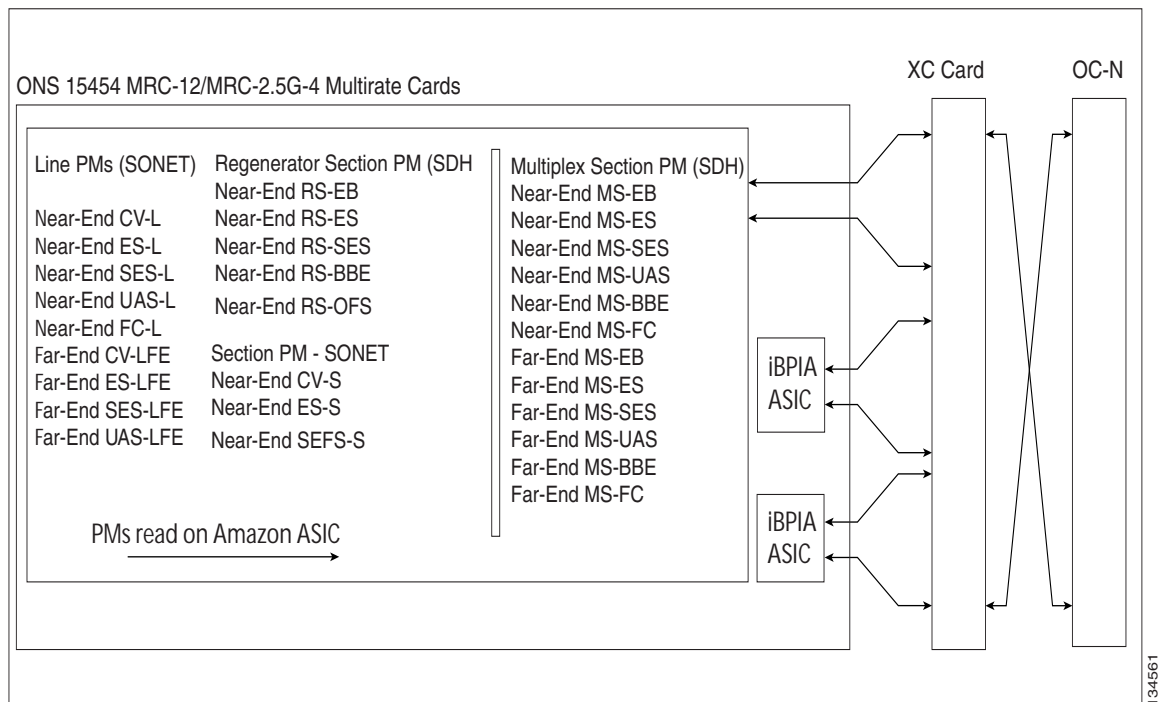 XC Card
OC-N
ONS 15454 MRC-12/MRC-2.5G-4 Multirate Cards
Line PMs (SONET)
Near-End CV-L
Near-End ES-L
Near-End SES-L
Near-End UAS-L
Near-End FC-L
Far-End CV-LFE
Far-End ES-LFE
Far-End SES-LFE
Far-End UAS-LFE
Regenerator Section PM (SDH
Near-End RS-EB
Near-End RS-ES
Near-End RS-SES
Near-End RS-BBE
Near-End RS-OFS
Section PM - SONET
Near-End CV-S
Near-End ES-S
Near-End SEFS-S
Multiplex Section PM (SDH)
Near-End MS-EB
Near-End MS-ES
Near-End MS-SES
Near-End MS-UAS
Near-End MS-BBE
Near-End MS-FC
Far-End MS-EB
Far-End MS-ES
Far-End MS-SES
Far-End MS-UAS
Far-End MS-BBE
Far-End MS-FC
PMs read on Amazon ASIC
iBPIA
ASIC
iBPIA
ASIC
134561